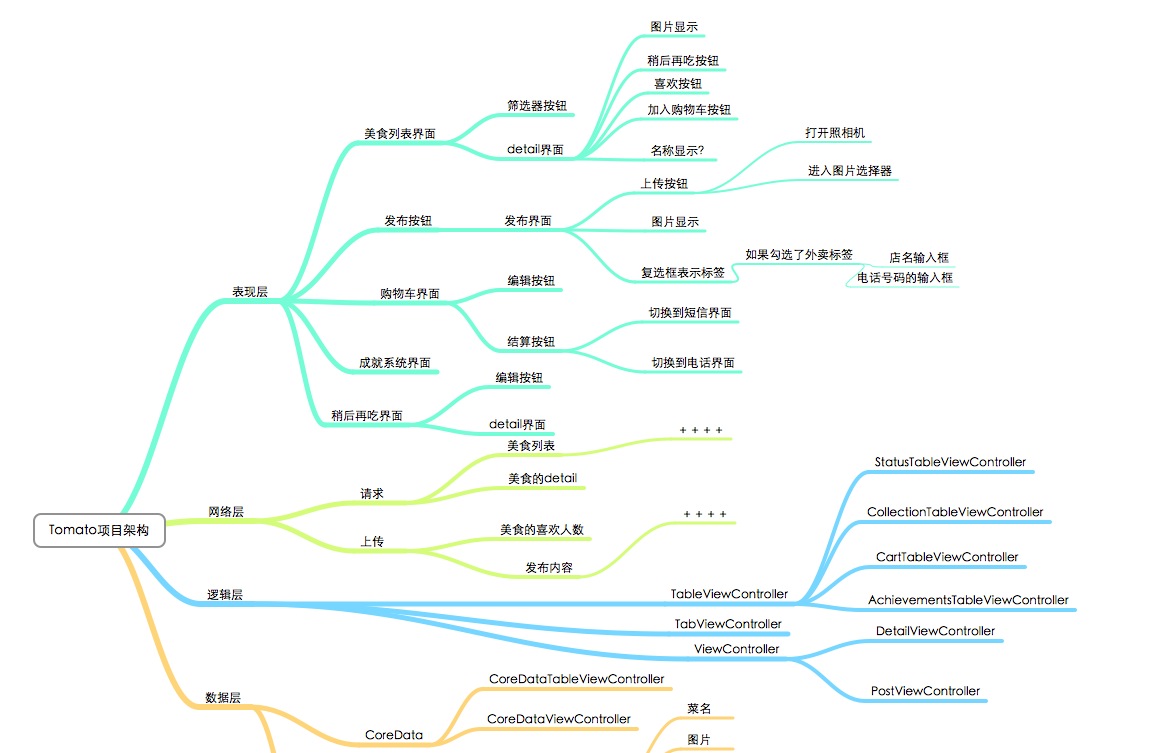 Tomato项目架构
表现层
美食列表界面
筛选器按钮
detail界面
图片显示
稍后再吃按钮
喜欢按钮
加入购物车按钮
名称显示?
发布按钮
发布界面
上传按钮
打开照相机
进入图片选择器
图片显示
复选框表示标签
如果勾选了外卖标签
店名输入框
电话号码的输入框
购物车界面
编辑按钮
结算按钮
切换到短信界面
切换到电话界面
成就系统界面
稍后再吃界面
编辑按钮
detail界面
网络层
请求
美食列表
++++
美食的detail
上传
美食的喜欢人数
发布内容
++++
逻辑层
TableViewController
StatusTableViewController
CollectionTableViewController
CartTableViewController
AchievementsTableViewController
TabViewController
ViewController
DetailViewController
PostViewController
数据层
CoreData
CoreDataTableViewController
CoreDataViewController
菜名
图片